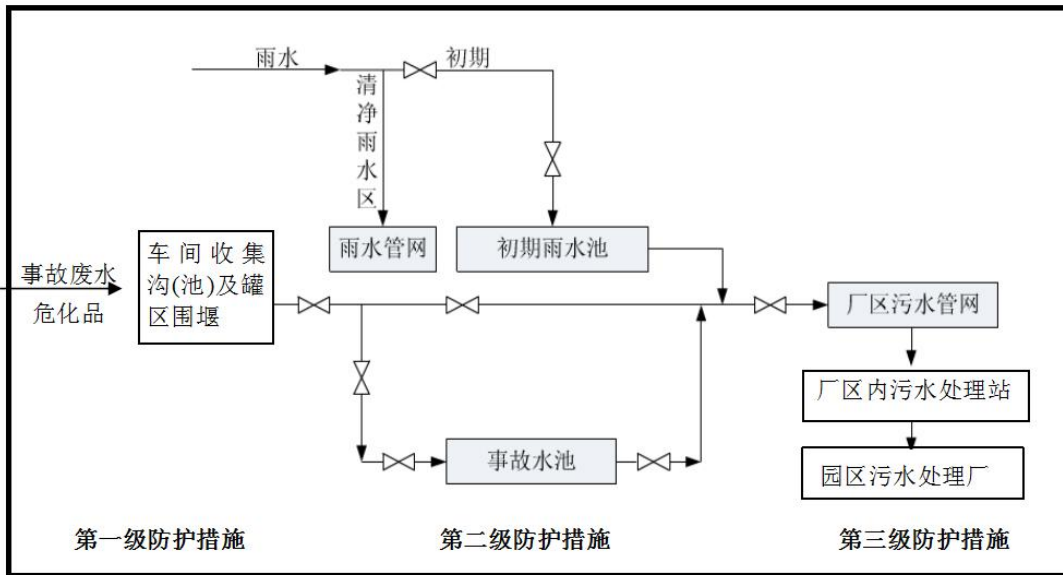 雨水
初期
清净雨水区
雨水管网
初期雨水池
事故废水
危化品
车间收集
沟(池)及罐
区围堰
厂区污水管网
厂区内污水处理站
事故水池
园区污水处理厂
第一级防护措施
第二级防护措施
第三级防护措施